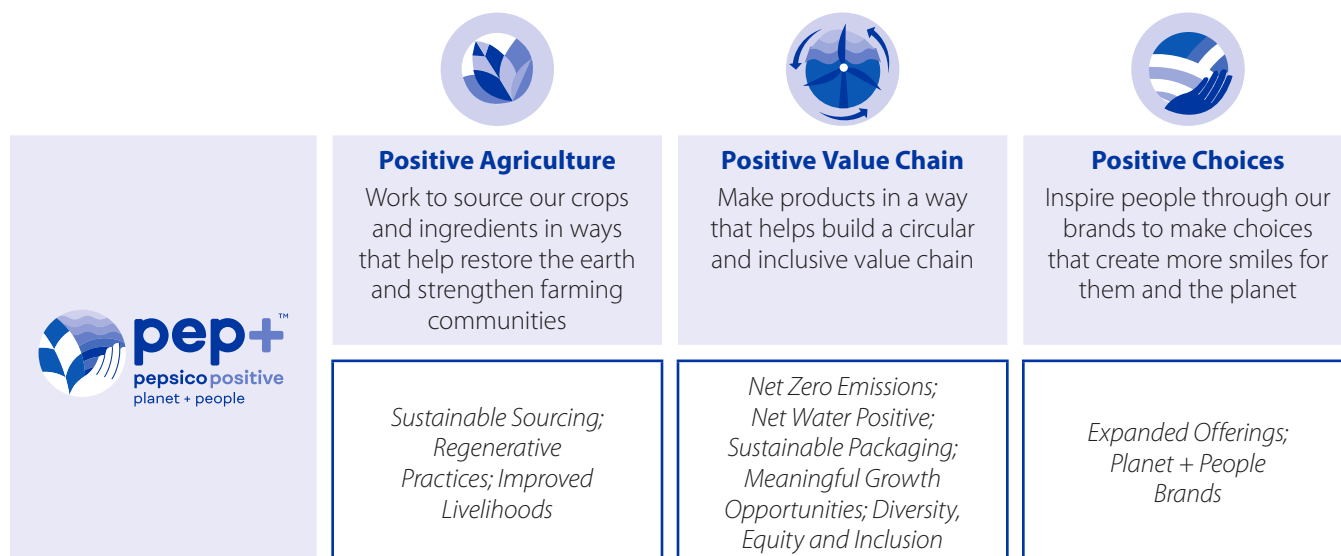 pep+™
pepsico positive
planet + people
Positive Agriculture
Work to source our crops
and ingredients in ways
that help restore the earth
and strengthen farming
communities
Sustainable Sourcing;
Regenerative
Practices; Improved
Livelihoods
Positive Value Chain
Make products in a way
that helps build a circular
and inclusive value chain
Net Zero Emissions;
Net Water Positive;
Sustainable Packaging;
Meaningful Growth
Opportunities; Diversity,
Equity and Inclusion
Positive Choices
Inspire people through our
brands to make choices
that create more smiles for
them and the planet
Expanded Offerings;
Planet + People
Brands